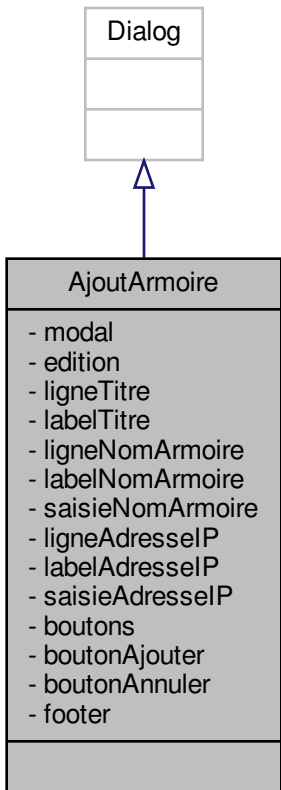 Dialog
AjoutArmoire
- modal
- edition
- ligneTitre
- labelTitre
- ligneNomArmoire
- labelNomArmoire
- saisieNomArmoire
- ligneAdresseIP
- labelAdresseIP
- saisieAdresseIP
- boutons
- boutonAjouter
- boutonAnnuler
- footer